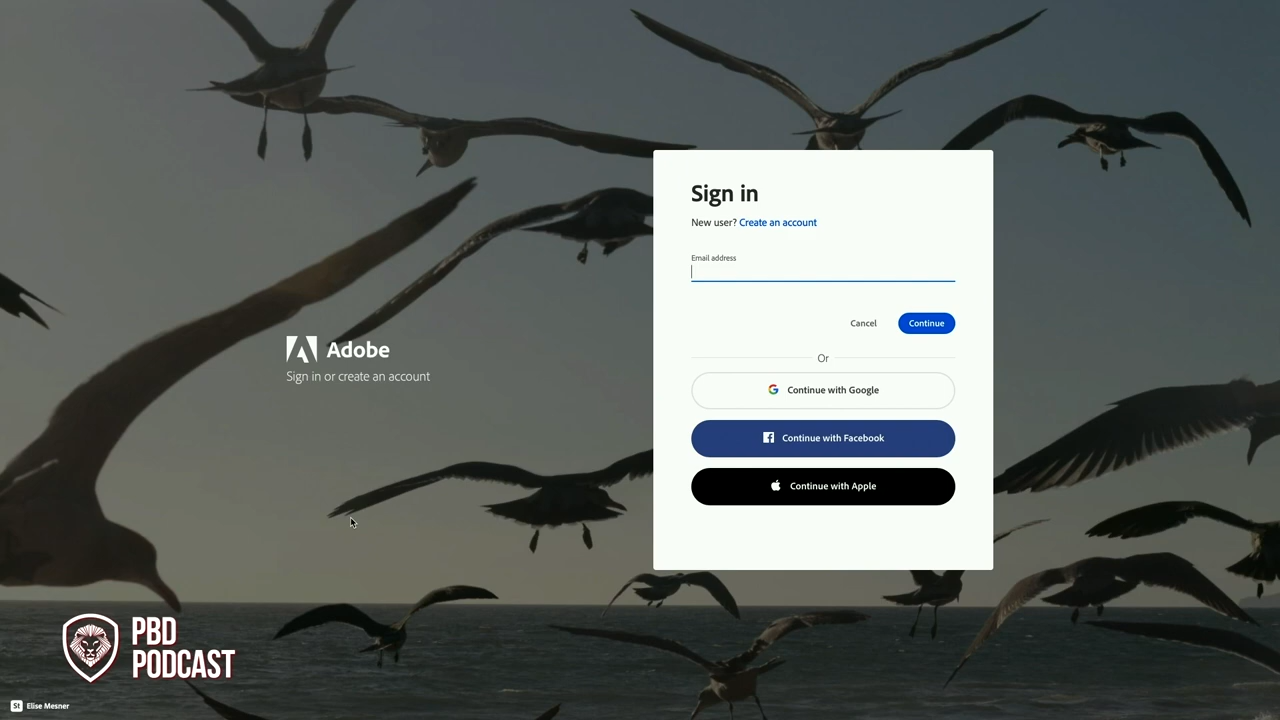 Adobe
Sign in or create an account
Sign in
New user? Create an account
Email address
Cancel
Continue
Or
Continue with Google
Continue with Facebook
Continue with Apple
PBD
PODCAST
St Elise Mesner